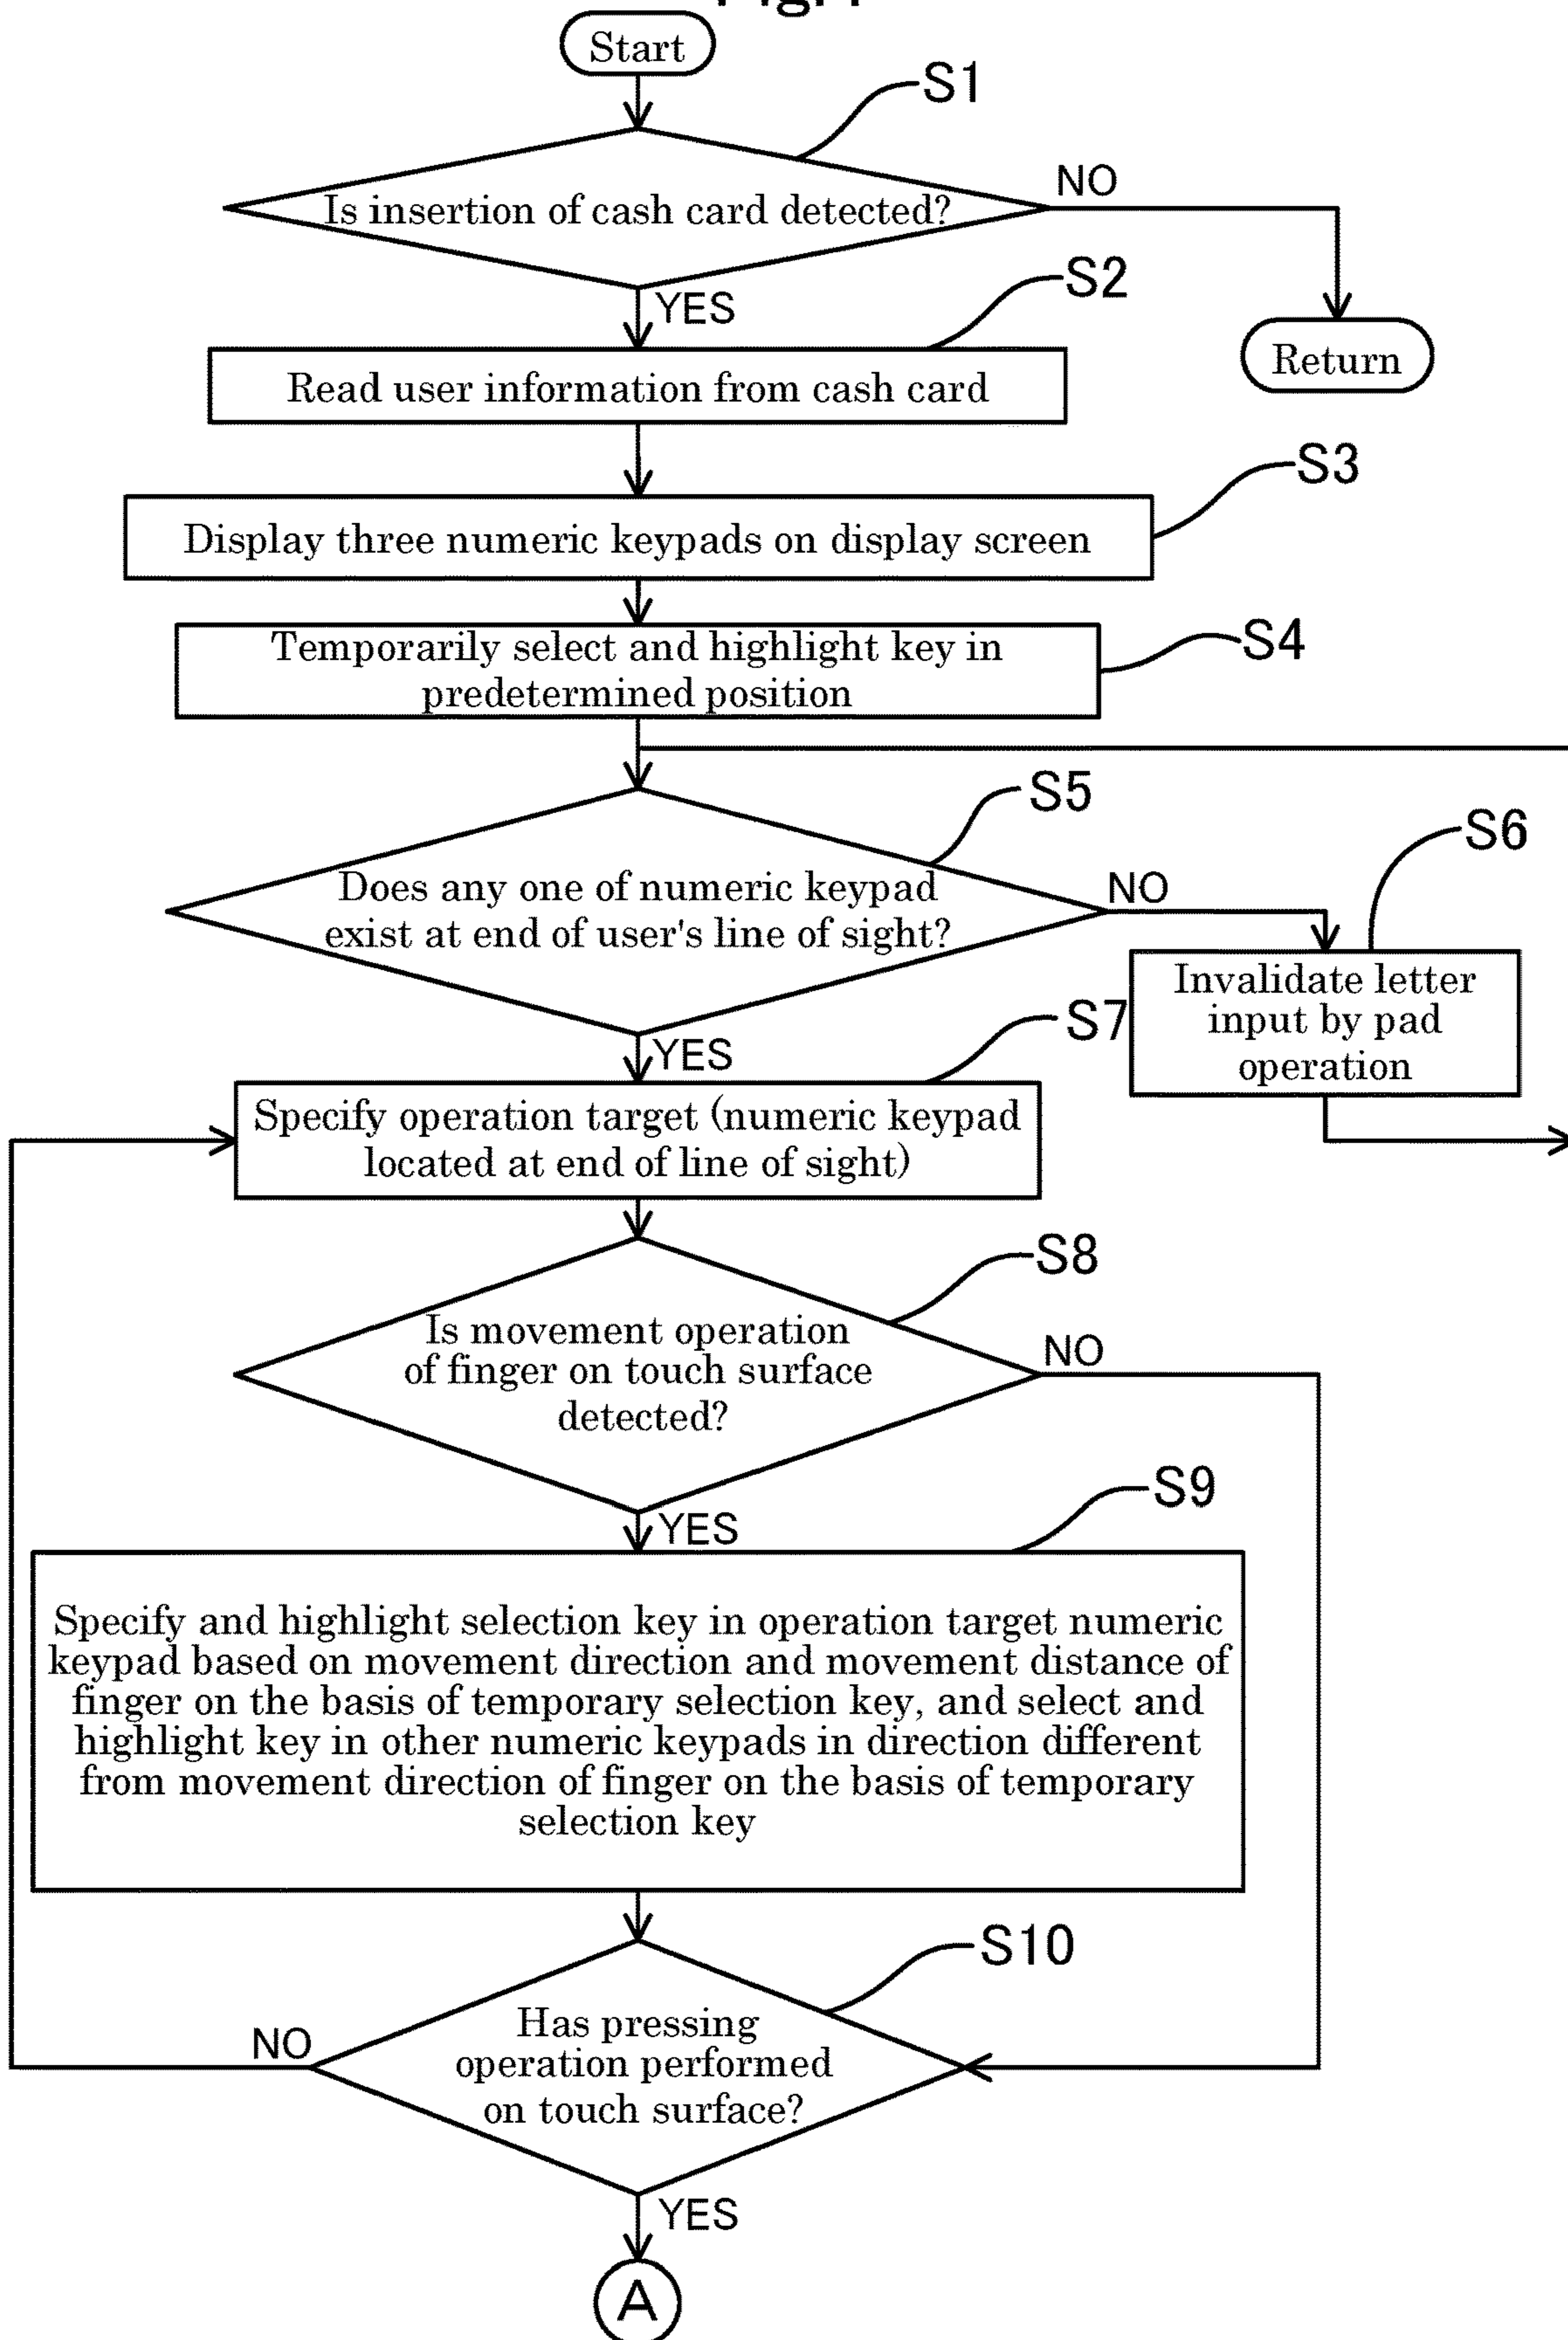 Start
S1
Is insertion of cash card detected?
NO
YES
S2
Return
Read user information from cash card
S3
Display three numeric keypads on display screen
S4
Temporarily select and highlight key in
predetermined position
S5
S6
Does any one of numeric keypad
exist at end of user's line of sight?
NO
Invalidate letter
input by pad
operation
YES
S7
Specify operation target (numeric keypad
located at end of line of sight)
S8
Is movement operation
of finger on touch surface
detected?
NO
YES
S9
Specify and highlight selection key in operation target numeric
keypad based on movement direction and movement distance of
finger on the basis of temporary selection key, and select and
highlight key in other numeric keypads in direction different
from movement direction of finger on the basis of temporary
selection key
S10
Has pressing
operation performed
on touch surface?
NO
YES
A